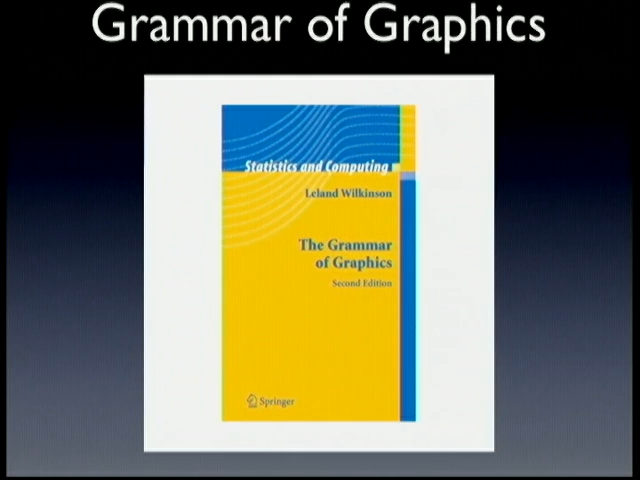 Grammar of Graphics
Statistics and Computing
Leland Wilkinson
The Grammar
of Graphics
Second Edition
Springer